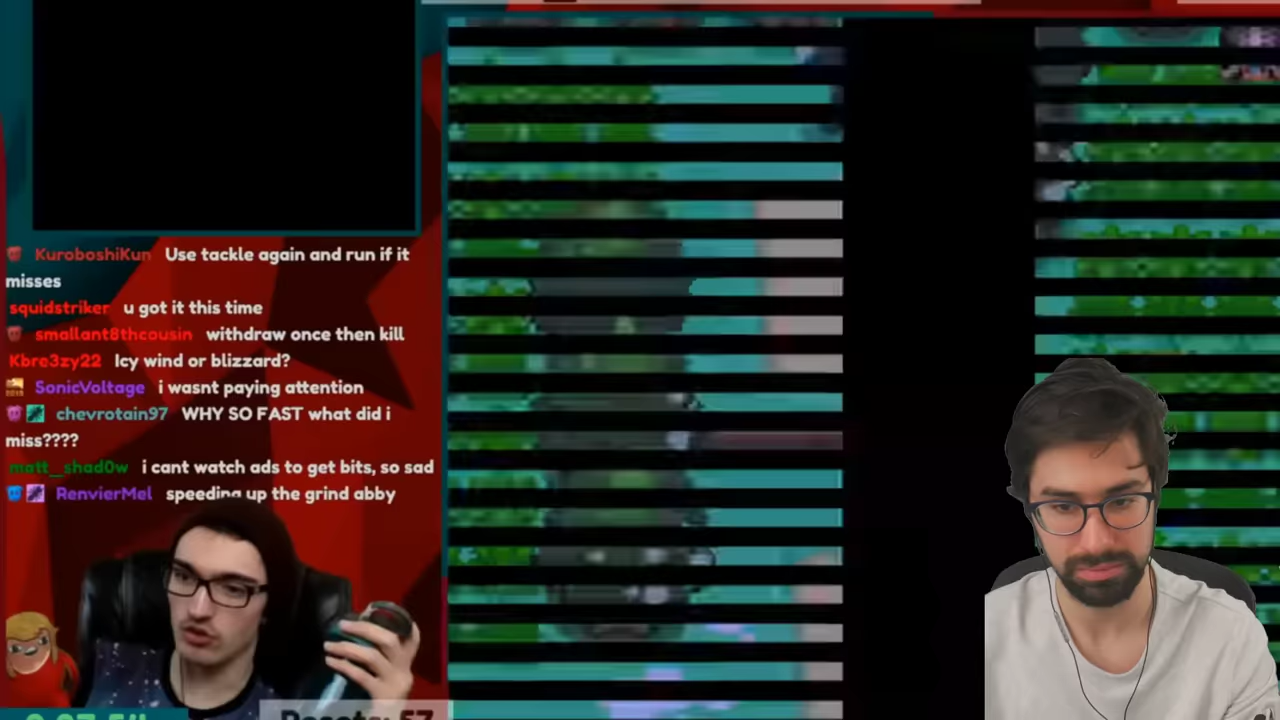 KuroboshiKun Use tackle again and run if it
misses
squidstriker u got it this time
smallant8thcousin withdraw once then kill
Kbre3zy22 Icy wind or blizzard?
SonicVoltage i wasnt paying attention
chevrotain97 WHY SO FAST what did i
miss????
matt_shad0w i cant watch ads to get bits, so sad
RenvierMel speeding up the grind abby
Resets: 57